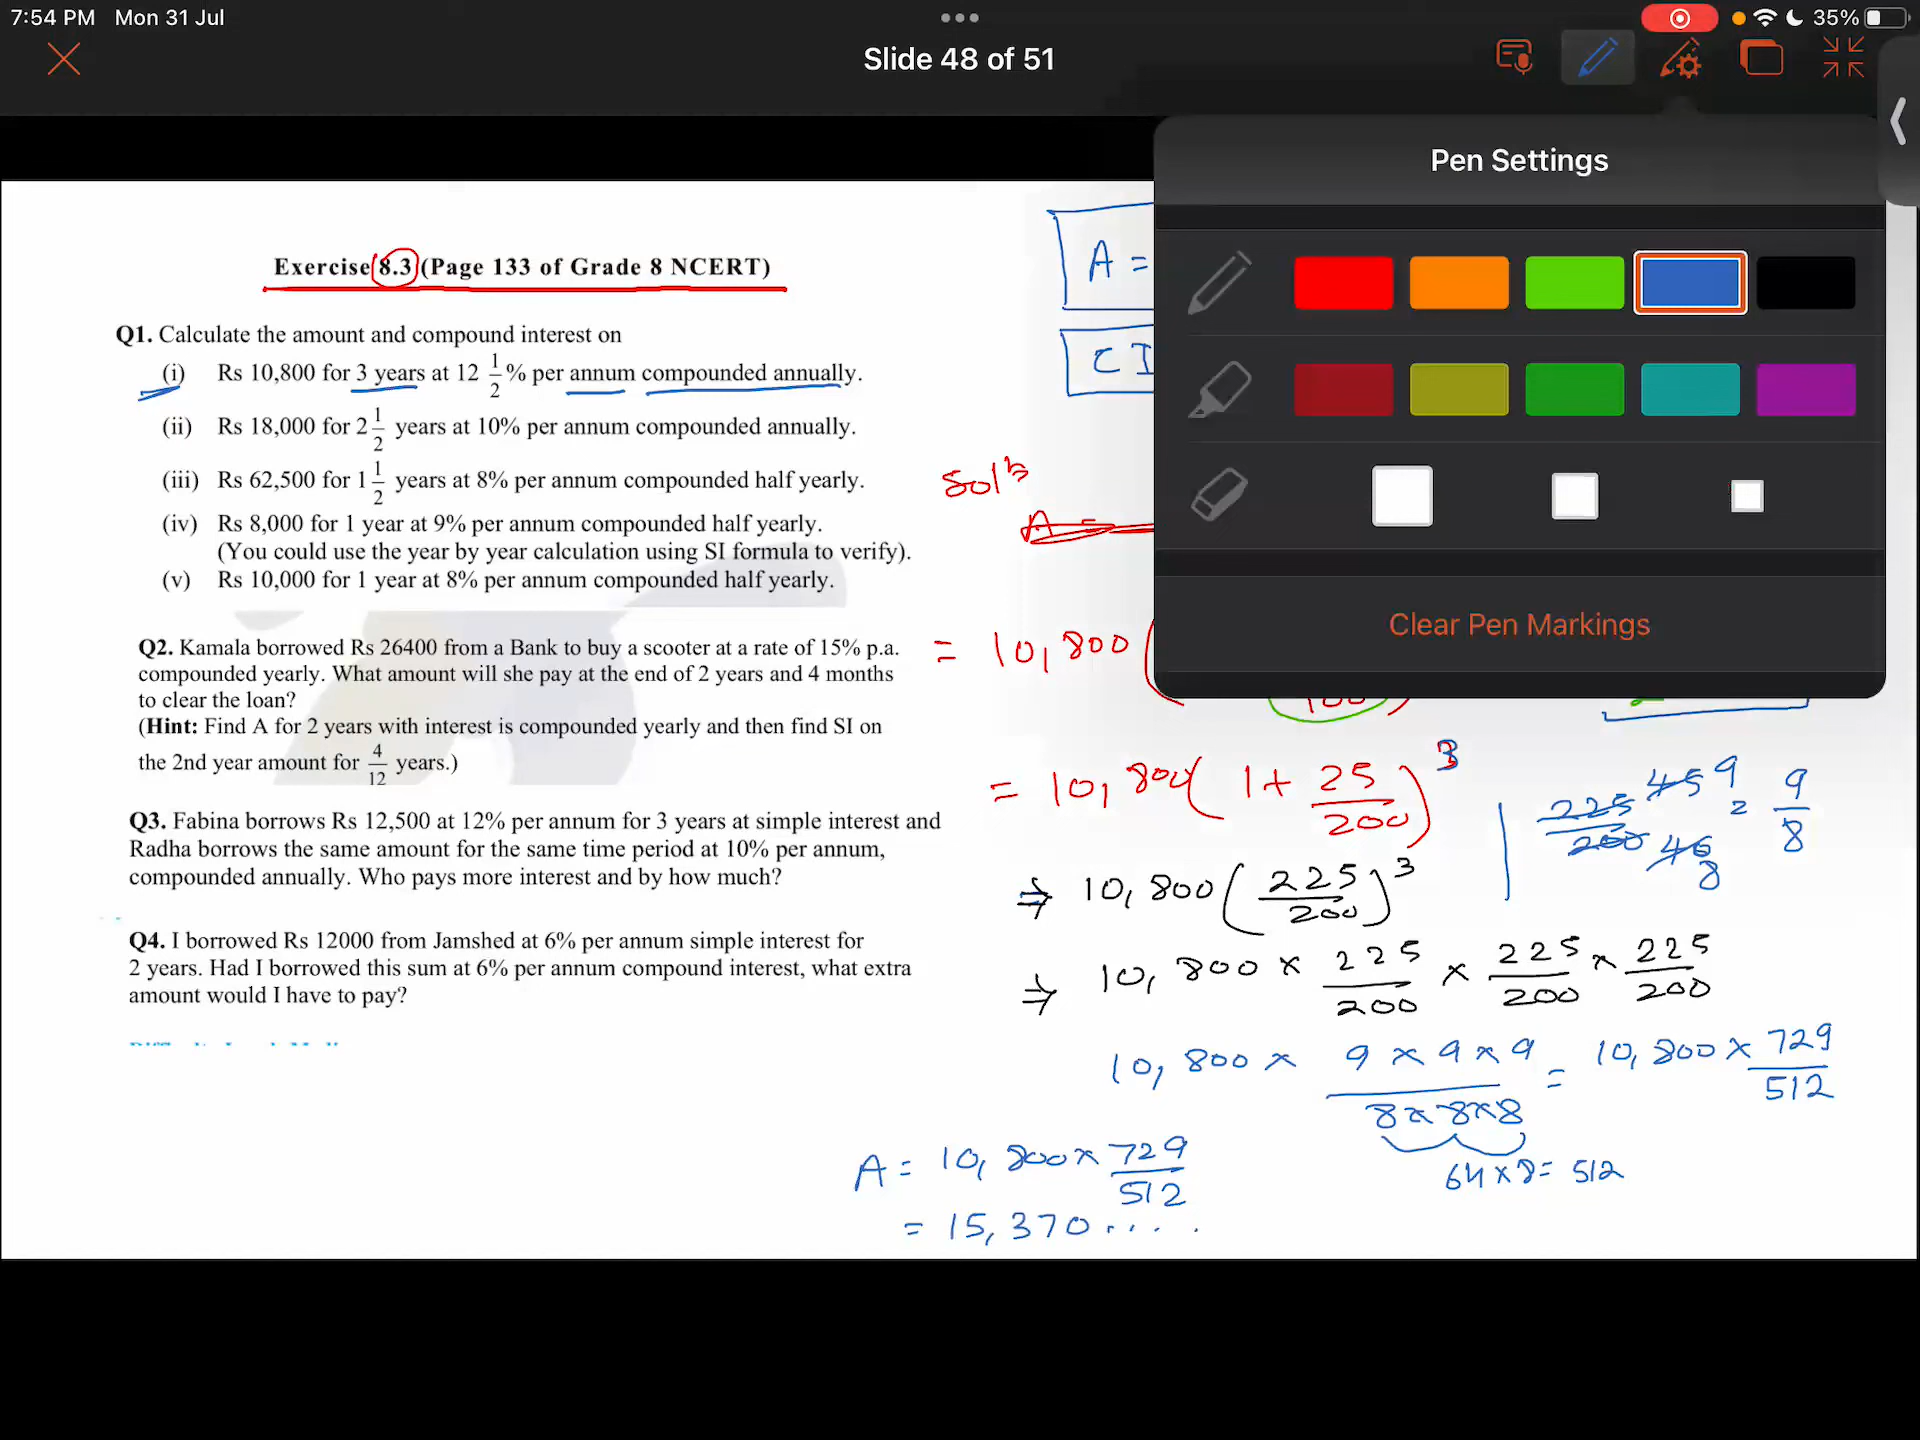 7:54 PM Mon 31 Jul
35%
Slide 48 of 51
Pen Settings
Clear Pen Markings
Exercise 8.3 (Page 133 of Grade 8 NCERT)
Q1. Calculate the amount and compound interest on
(i) Rs 10,800 for 3 years at 12 1/2 % per annum compounded annually.
(ii) Rs 18,000 for 2 1/2 years at 10% per annum compounded annually.
(iii) Rs 62,500 for 1 1/2 years at 8% per annum compounded half yearly.
(iv) Rs 8,000 for 1 year at 9% per annum compounded half yearly.
(You could use the year by year calculation using SI formula to verify).
(v) Rs 10,000 for 1 year at 8% per annum compounded half yearly.
Q2. Kamala borrowed Rs 26400 from a Bank to buy a scooter at a rate of 15% p.a.
compounded yearly. What amount will she pay at the end of 2 years and 4 months
to clear the loan?
(Hint: Find A for 2 years with interest is compounded yearly and then find SI on
the 2nd year amount for 4/12 years.)
Q3. Fabina borrows Rs 12,500 at 12% per annum for 3 years at simple interest and
Radha borrows the same amount for the same time period at 10% per annum,
compounded annually. Who pays more interest and by how much?
Q4. I borrowed Rs 12000 from Jamshed at 6% per annum simple interest for
2 years. Had I borrowed this sum at 6% per annum compound interest, what extra
amount would I have to pay?
A =
CI
A =
= 10,800 (
= 10,800 ( 1 + 25/200 )3
225/200 45 9 9/8
40 2
8
⇒ 10,800 ( 225/200 )3
⇒ 10,800 × 225/200 × 225/200 × 225/200
10,800 × 9 × 9 × 9 / 8 × 8 × 8 = 10,800 × 729/512
64 × 8 = 512
A = 10,800 × 729/512
= 15,370 . . . .